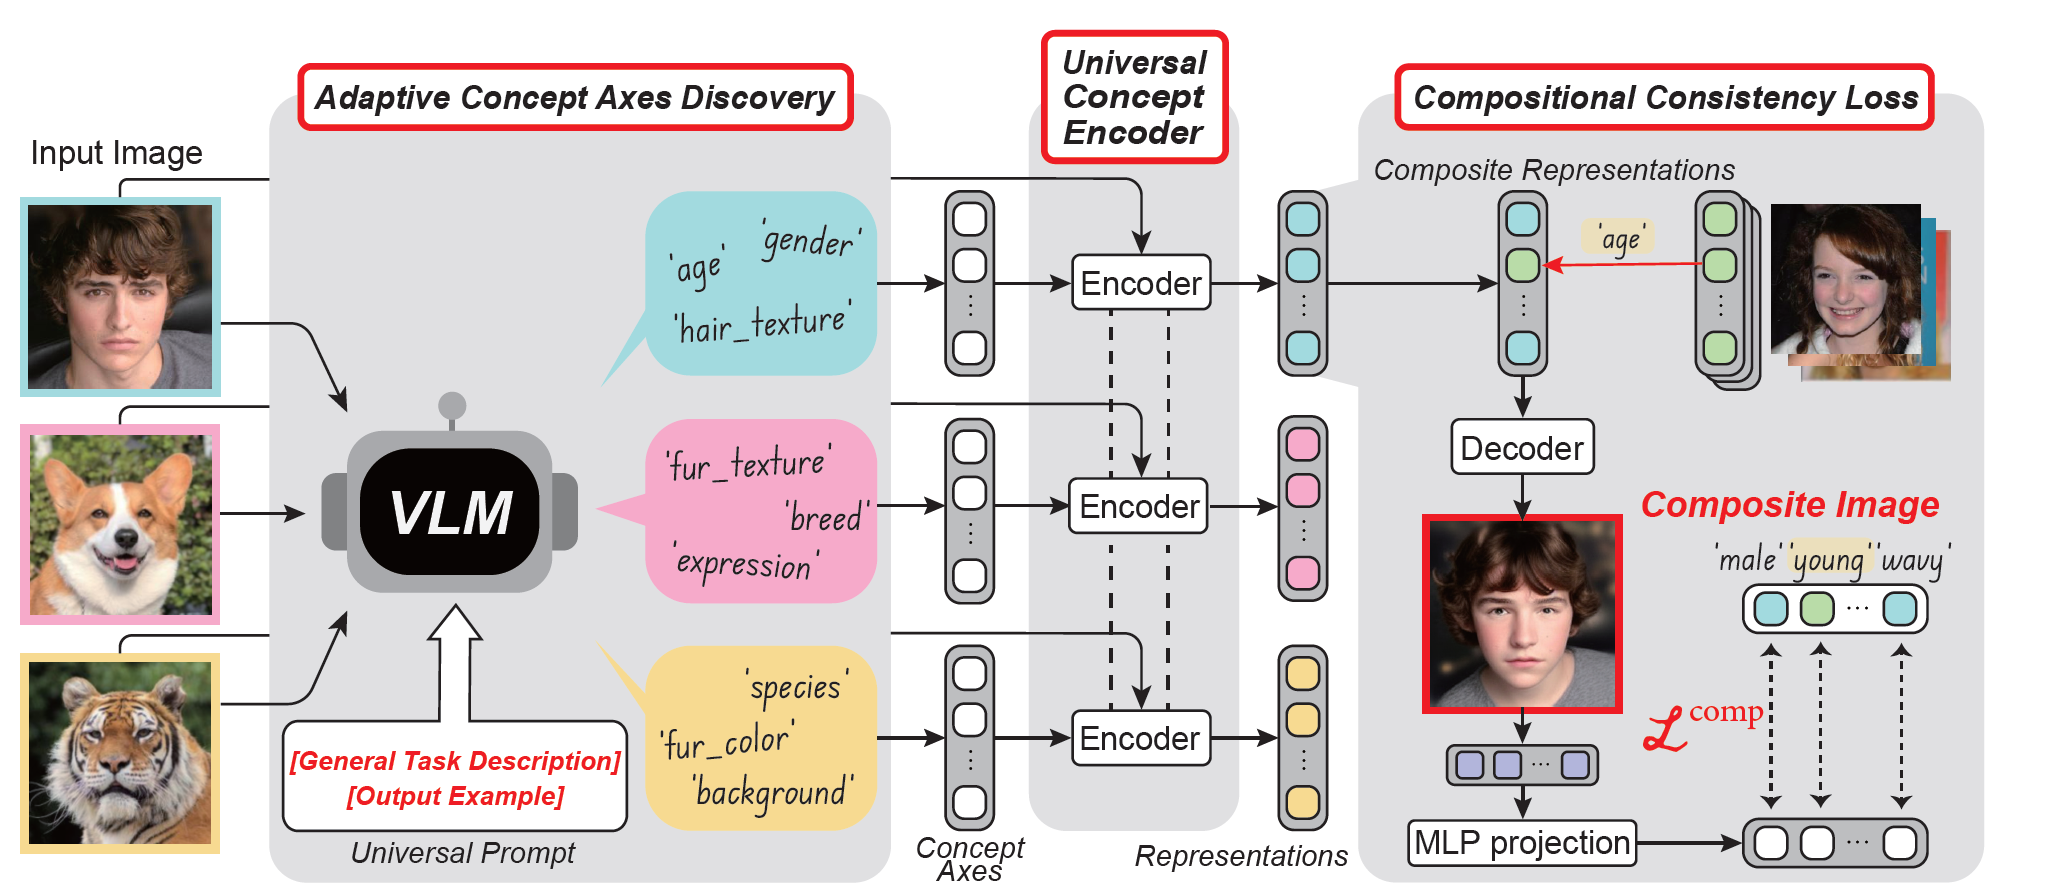 Adaptive Concept Axes Discovery
Universal
Concept
Encoder
Compositional Consistency Loss
Input Image
'age'
'gender'
'hair_texture'
'fur_texture'
'breed'
'expression'
'species'
'fur_color'
'background'
VLM
[General Task Description]
[Output Example]
Universal Prompt
Concept
Axes
Encoder
Encoder
Encoder
Representations
Composite Representations
'age'
Decoder
Composite Image
'male' 'young' 'wavy'
ℒ comp
MLP projection